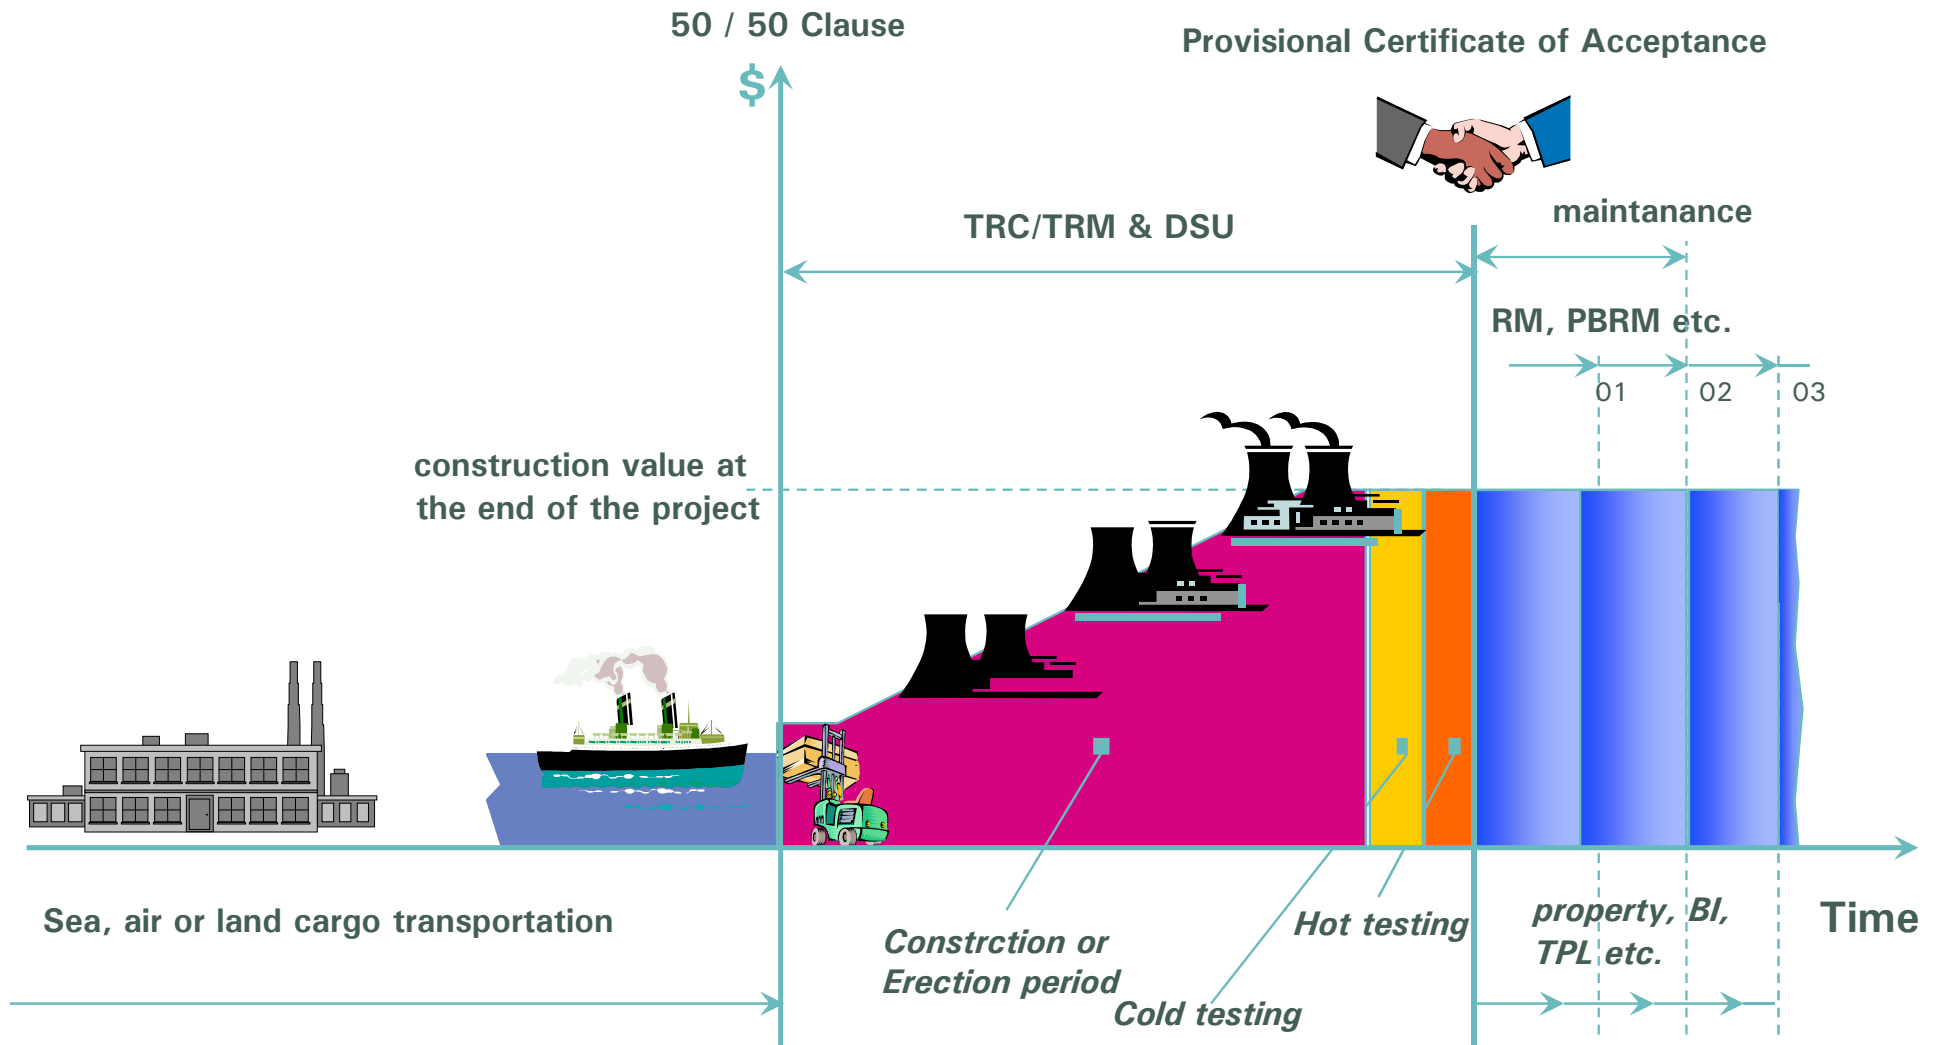 50 / 50 Clause
Provisional Certificate of Acceptance
$
maintanance
TRC/TRM & DSU
RM, PBRM etc.
01
02
03
construction value at
the end of the project
Sea, air or land cargo transportation
Constrction or
Erection period
Cold testing
Hot testing
property, BI,
TPL etc.
Time